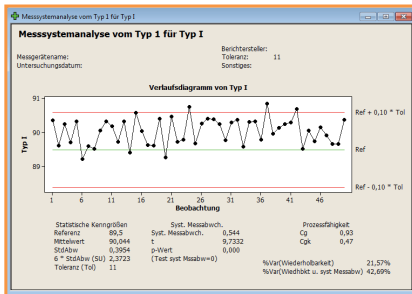 Messsystemanalyse vom Typ 1 für Typ I
Messsystemanalyse vom Typ 1 für Typ I
Berichtersteller:
Messgerätename: Toleranz: 11
Untersuchungsdatum: Sonstiges:
Verlaufsdiagramm von Typ I
91
90
89
Typ I
Ref + 0,10 * Tol
Ref
Ref - 0,10 * Tol
1 6 11 16 21 26 31 36 41 46
Beobachtung
Statistische Kenngrößen Syst. Messabwch. Prozessfähigkeit
Referenz 89,5 Syst. Messabwch. 0,544 Cg 0,93
Mittelwert 90,044 t 9,7332 Cgk 0,47
StdAbw 0,3954 p-Wert 0,000
6 * StdAbw (SU) 2,3723 (Test syst Messabw=0)
Toleranz (Tol) 11
%Var(Wiederholbarkeit) 21,57%
%Var(Wiedhbkt u. syst Messabw) 42,69%